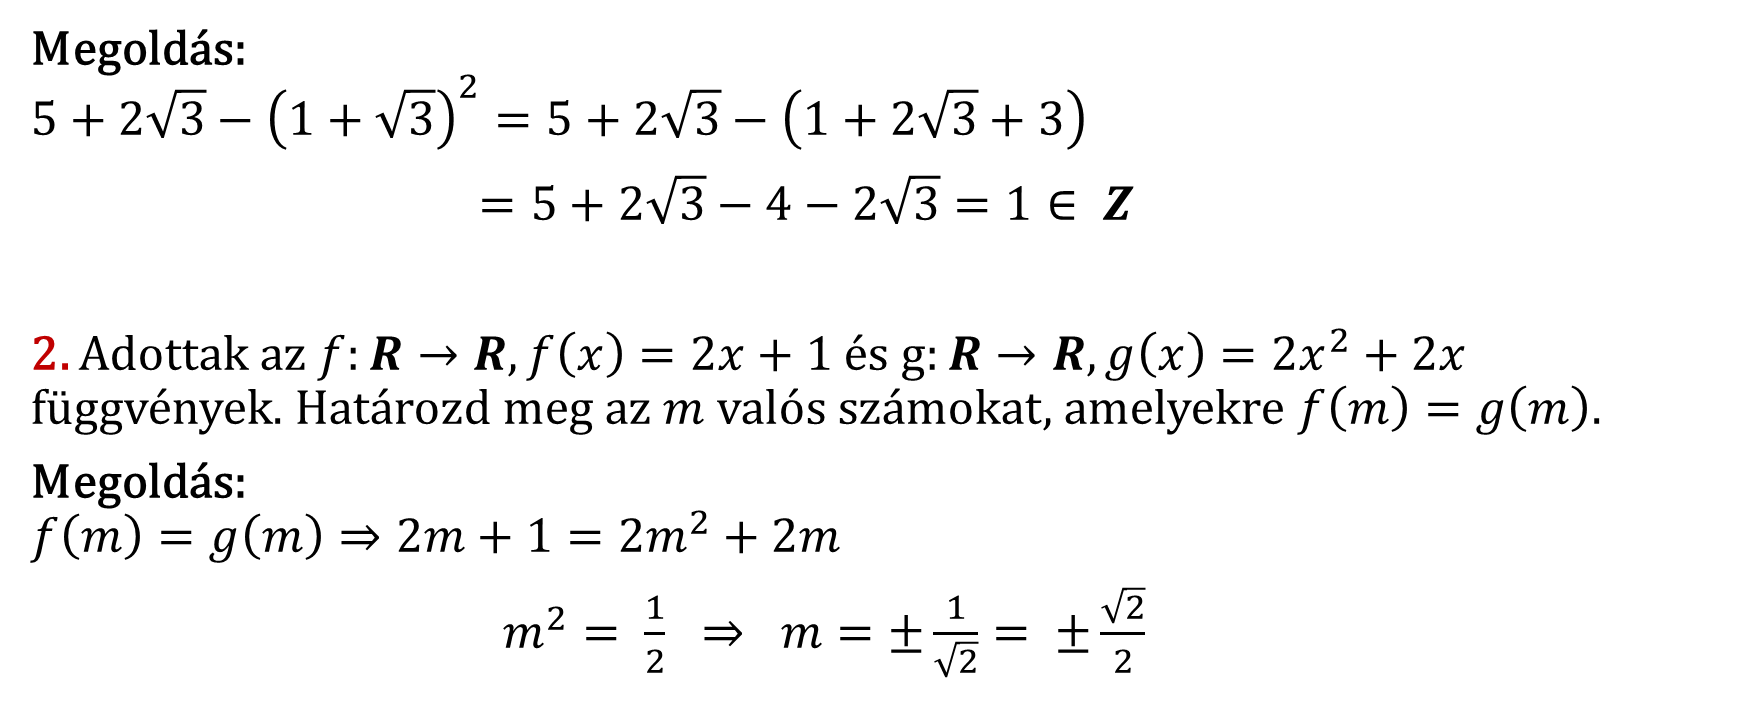 Megoldás:
5 + 2√3 − (1 + √3)² = 5 + 2√3 − (1 + 2√3 + 3)
= 5 + 2√3 − 4 − 2√3 = 1 ∈ Z
2. Adottak az f: R → R, f(x) = 2x + 1 és g: R → R, g(x) = 2x² + 2x
függvények. Határozd meg az m valós számokat, amelyekre f(m) = g(m).
Megoldás:
f(m) = g(m) ⇒ 2m + 1 = 2m² + 2m
m² = 1/2 ⇒ m = ± 1/√2 = ± √2/2